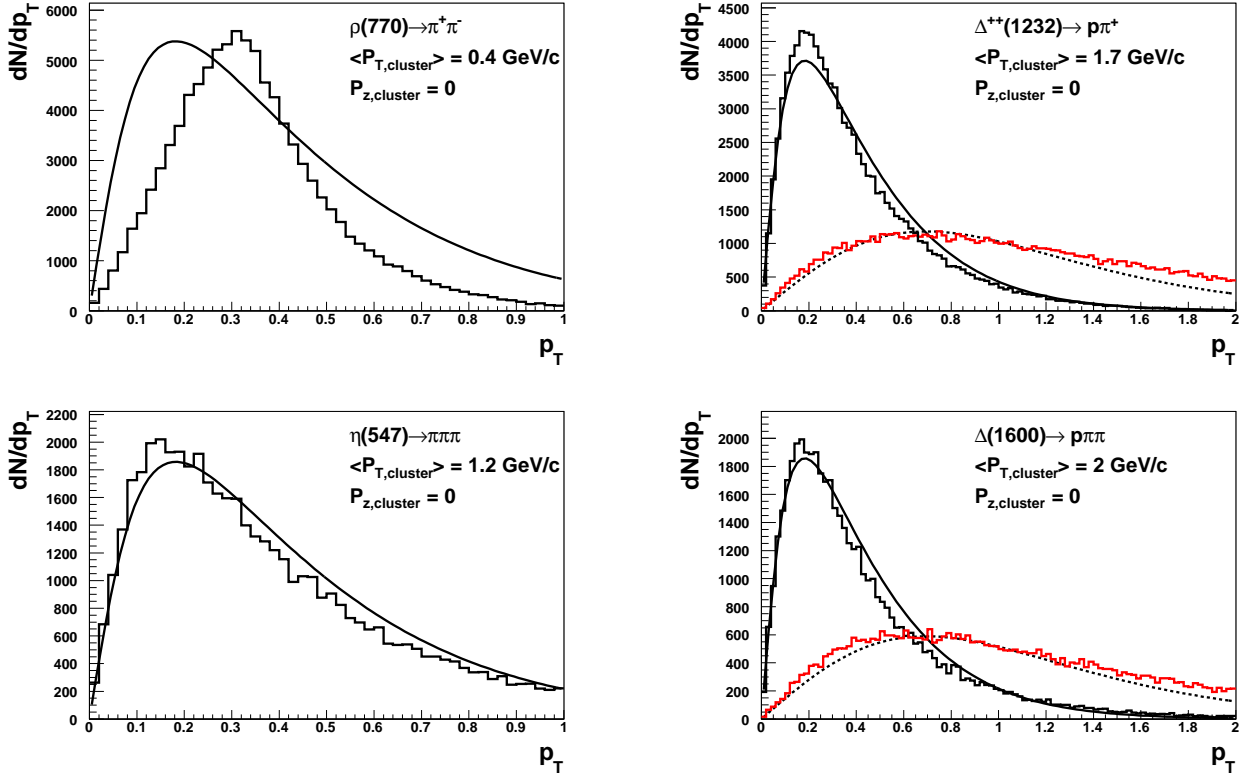 dN/dp_T
6000
5000
4000
3000
2000
1000
0
ρ(770)→π⁺π⁻
<P_T,cluster> = 0.4 GeV/c
P_z,cluster = 0
0 0.1 0.2 0.3 0.4 0.5 0.6 0.7 0.8 0.9 1
p_T
dN/dp_T
4500
4000
3500
3000
2500
2000
1500
1000
500
0
Δ⁺⁺(1232)→ pπ⁺
<P_T,cluster> = 1.7 GeV/c
P_z,cluster = 0
0 0.2 0.4 0.6 0.8 1 1.2 1.4 1.6 1.8 2
p_T
dN/dp_T
2200
2000
1800
1600
1400
1200
1000
800
600
400
200
0
η(547)→πππ
<P_T,cluster> = 1.2 GeV/c
P_z,cluster = 0
0 0.1 0.2 0.3 0.4 0.5 0.6 0.7 0.8 0.9 1
p_T
dN/dp_T
2000
1800
1600
1400
1200
1000
800
600
400
200
0
Δ(1600)→ pππ
<P_T,cluster> = 2 GeV/c
P_z,cluster = 0
0 0.2 0.4 0.6 0.8 1 1.2 1.4 1.6 1.8 2
p_T